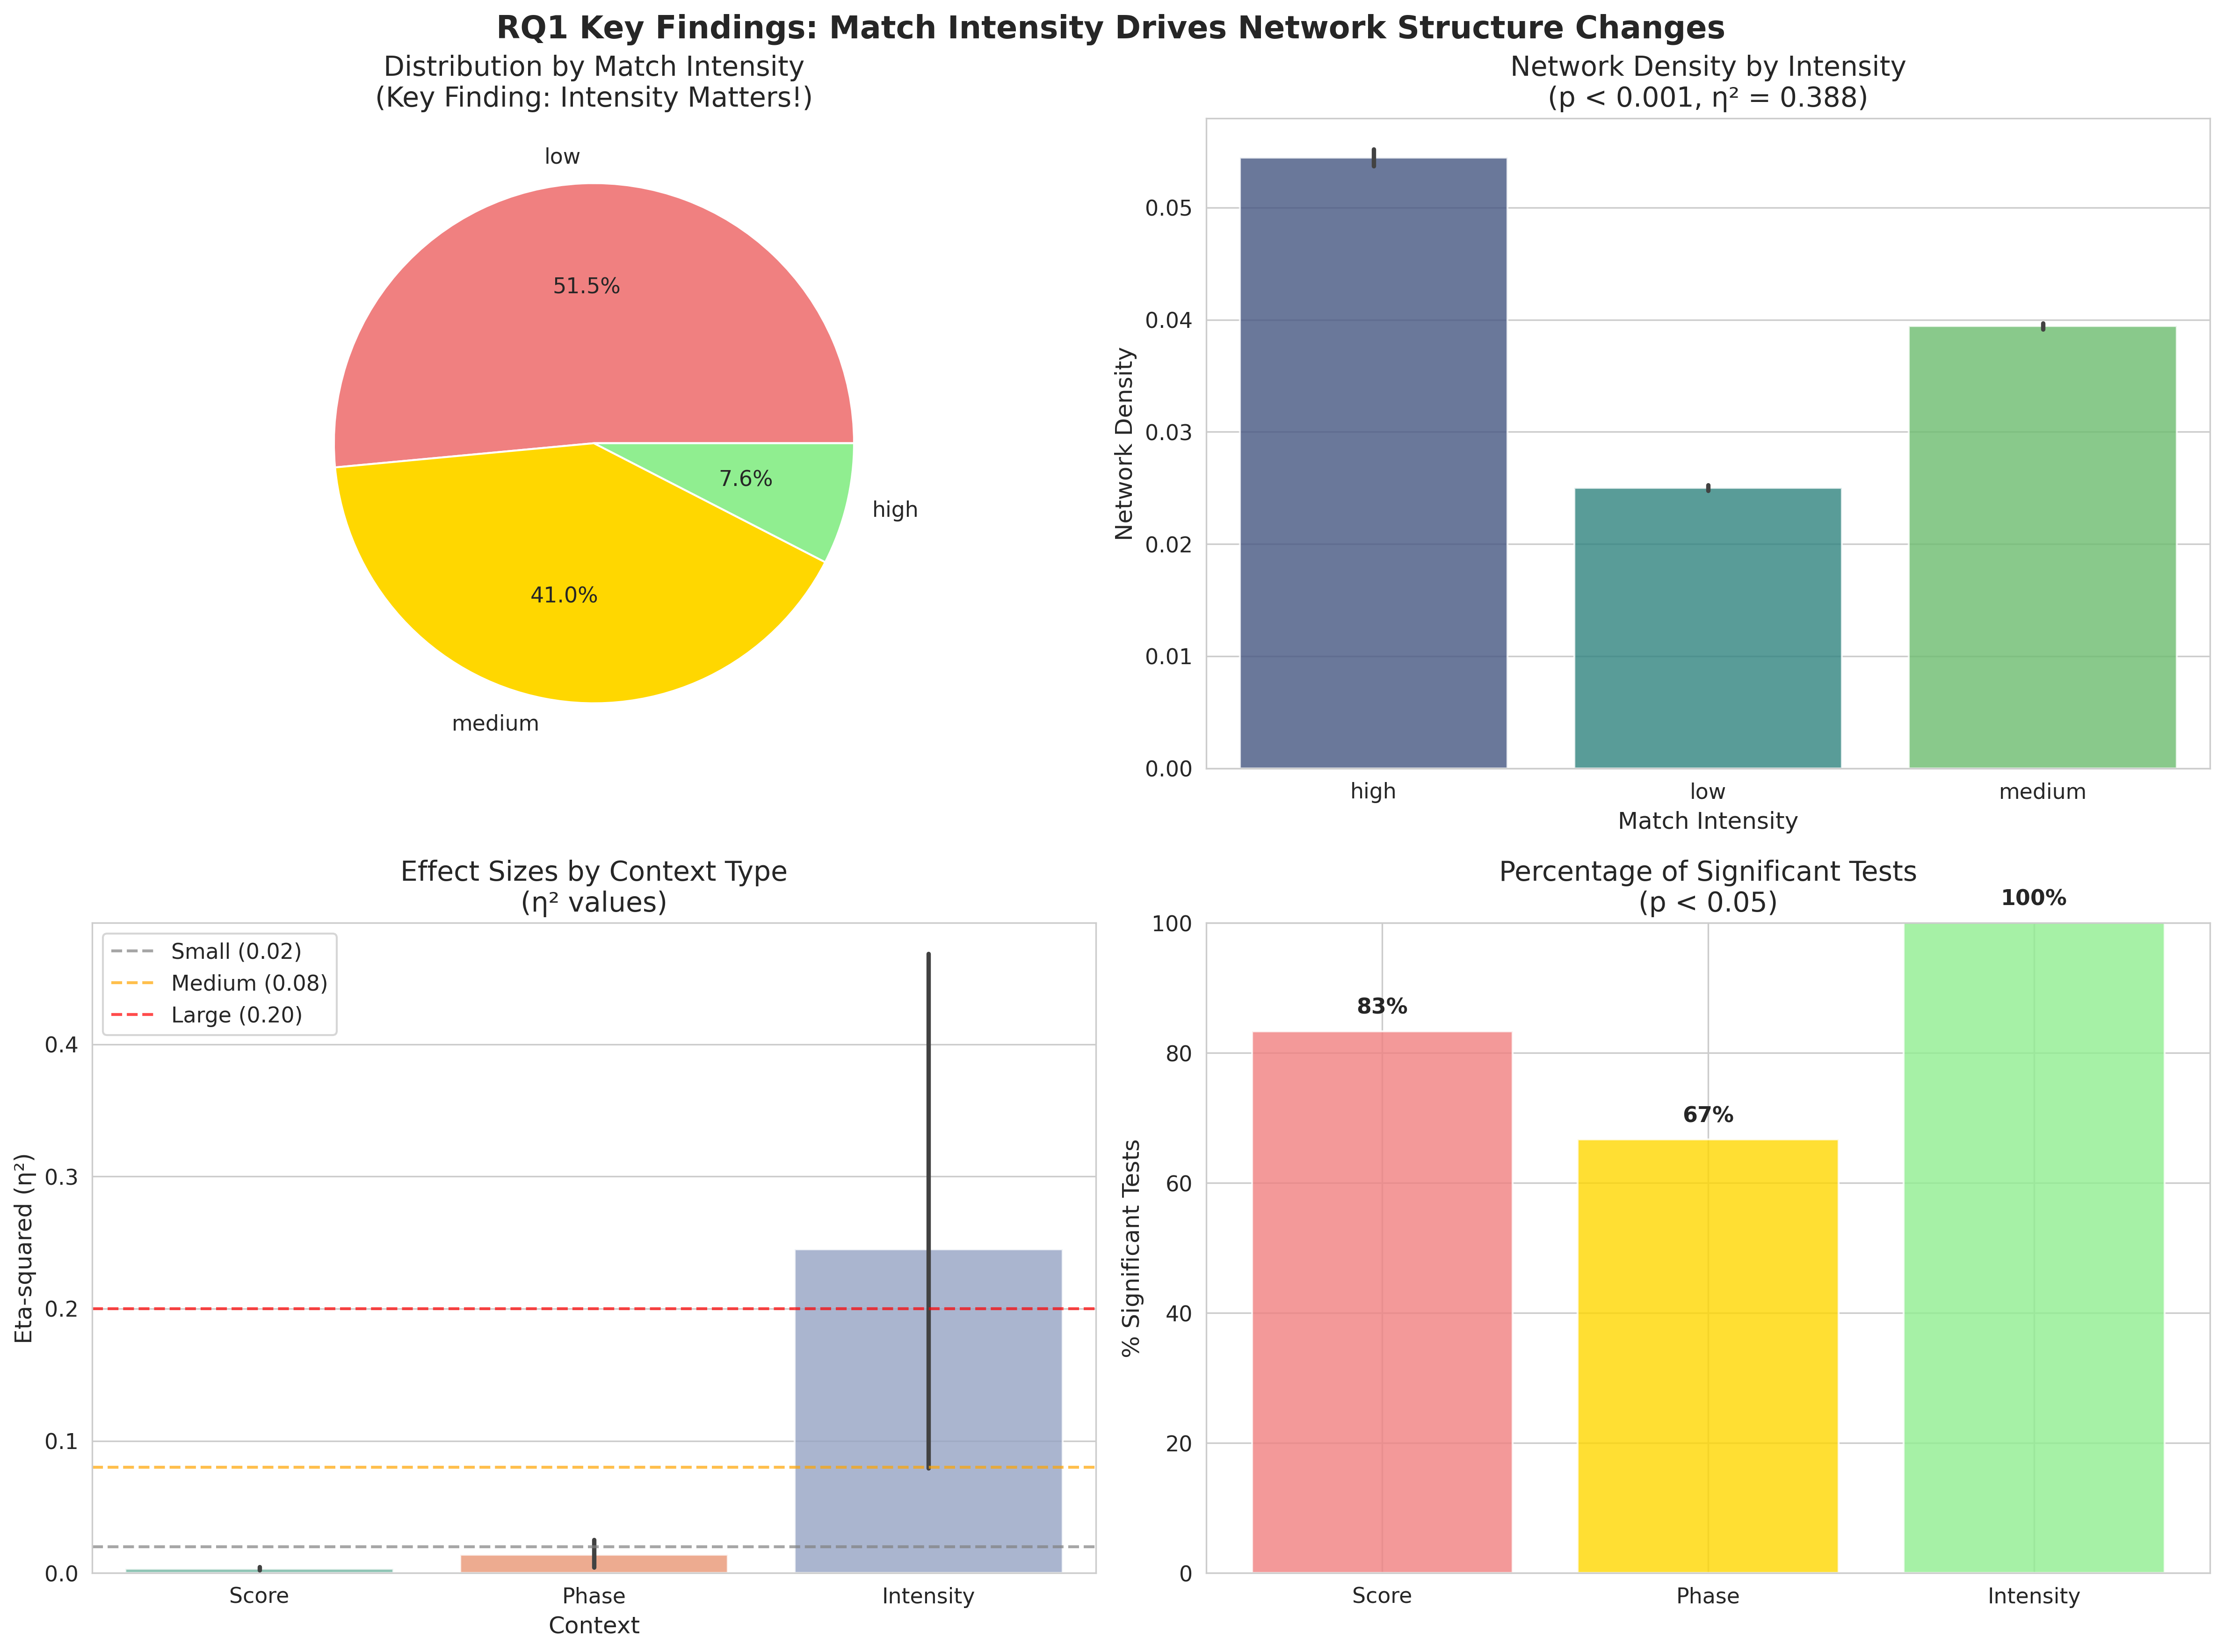 RQ1 Key Findings: Match Intensity Drives Network Structure Changes
Distribution by Match Intensity
(Key Finding: Intensity Matters!)
low
51.5%
7.6%
high
41.0%
medium
Network Density by Intensity
(p < 0.001, η² = 0.388)
Network Density
0.05
0.04
0.03
0.02
0.01
0.00
high
low
medium
Match Intensity
Effect Sizes by Context Type
(η² values)
Small (0.02)
Medium (0.08)
Large (0.20)
Eta-squared (η²)
0.4
0.3
0.2
0.1
0.0
Score
Phase
Intensity
Context
Percentage of Significant Tests
(p < 0.05)
100%
83%
67%
% Significant Tests
100
80
60
40
20
0
Score
Phase
Intensity